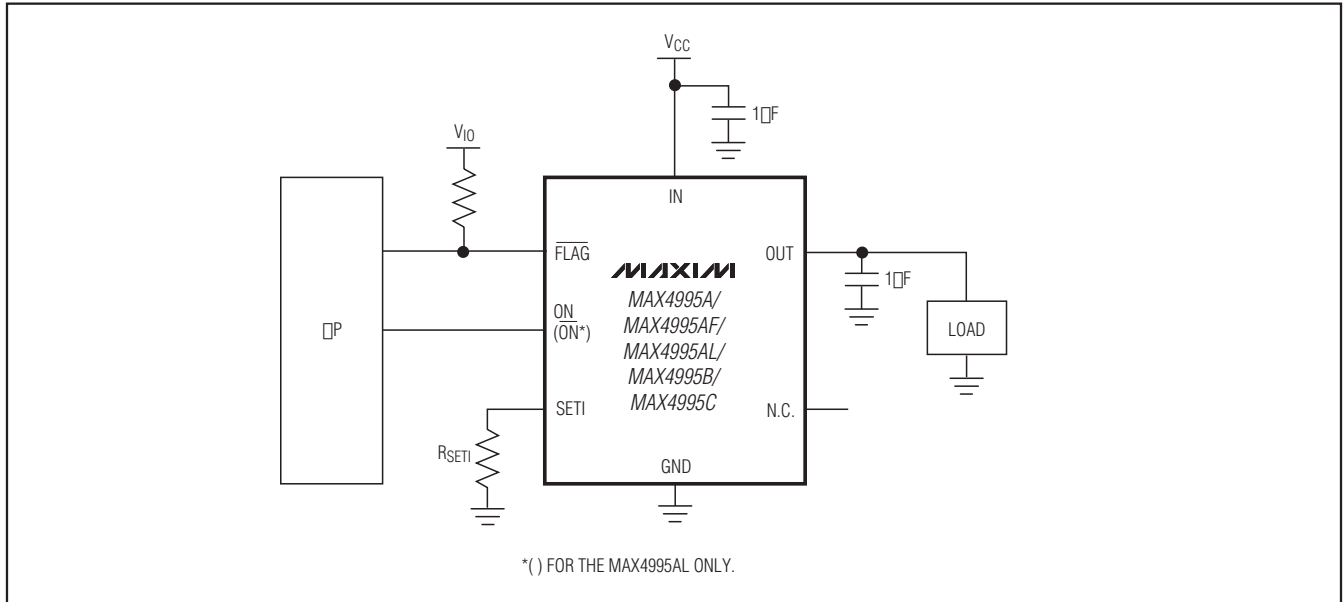 VCC
1▯F
VIO
IN
FLAG
OUT
MAXIM
1▯F
MAX4995A/
ON
(ON*)
MAX4995AF/
▯P
LOAD
MAX4995AL/
MAX4995B/
SETI
MAX4995C
N.C.
RSETI
GND
*( ) FOR THE MAX4995AL ONLY.